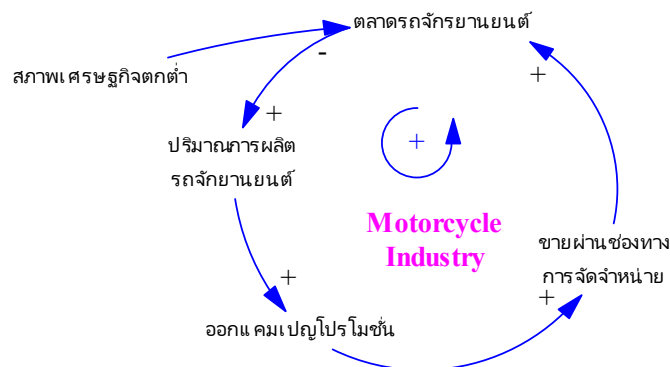 ตลาดรถจักรยานยนต์
-
สภาพเศรษฐกิจตกต่ำ
+
+
ปริมาณการผลิต
รถจักยานยนต์
+
Motorcycle
Industry
ขายผ่านช่องทาง
การจัดจำหน่าย
+
+
ออกแคมเปญโปรโมชั่น